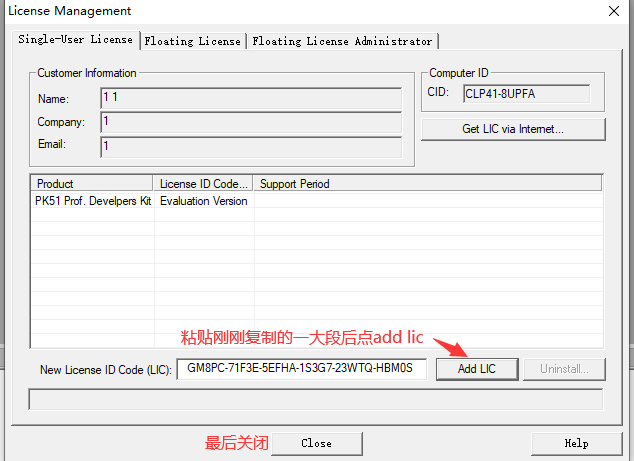 License Management
Single-User License
Floating License
Floating License Administrator
Customer Information
Name:
1 1
Company:
1
Email:
1
Computer ID
CID:
CLP41-8UPFA
Get LIC via Internet...
Product
License ID Code...
Support Period
PK51 Prof. Develpers Kit
Evaluation Version
粘贴刚刚复制的一大段后点add lic
New License ID Code (LIC):
GM8PC-71F3E-5EFHA-1S3G7-23WTQ-HBM0S
Add LIC
Uninstall...
最后关闭
Close
Help